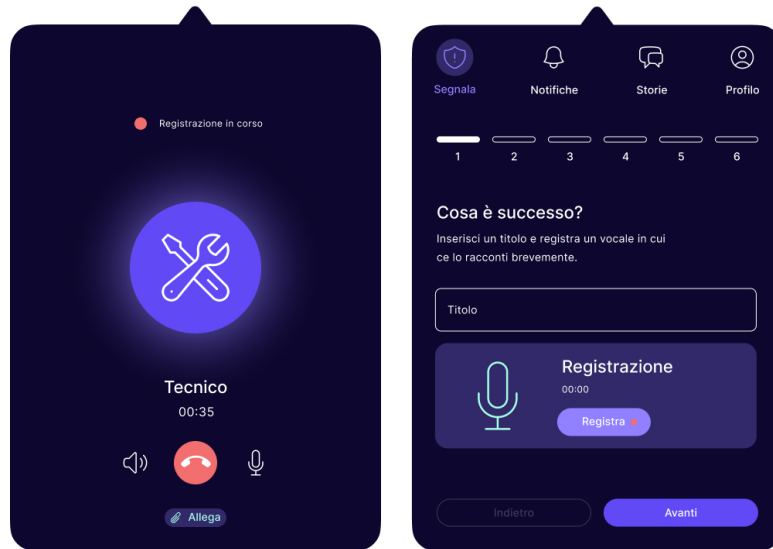 Registrazione in corso
Tecnico
00:35
Allega
Segnala Notifiche Storie Profilo
1 2 3 4 5 6
Cosa è successo?
Inserisci un titolo e registra un vocale in cui
ce lo racconti brevemente.
Titolo
Registrazione
00:00
Registra
Indietro Avanti